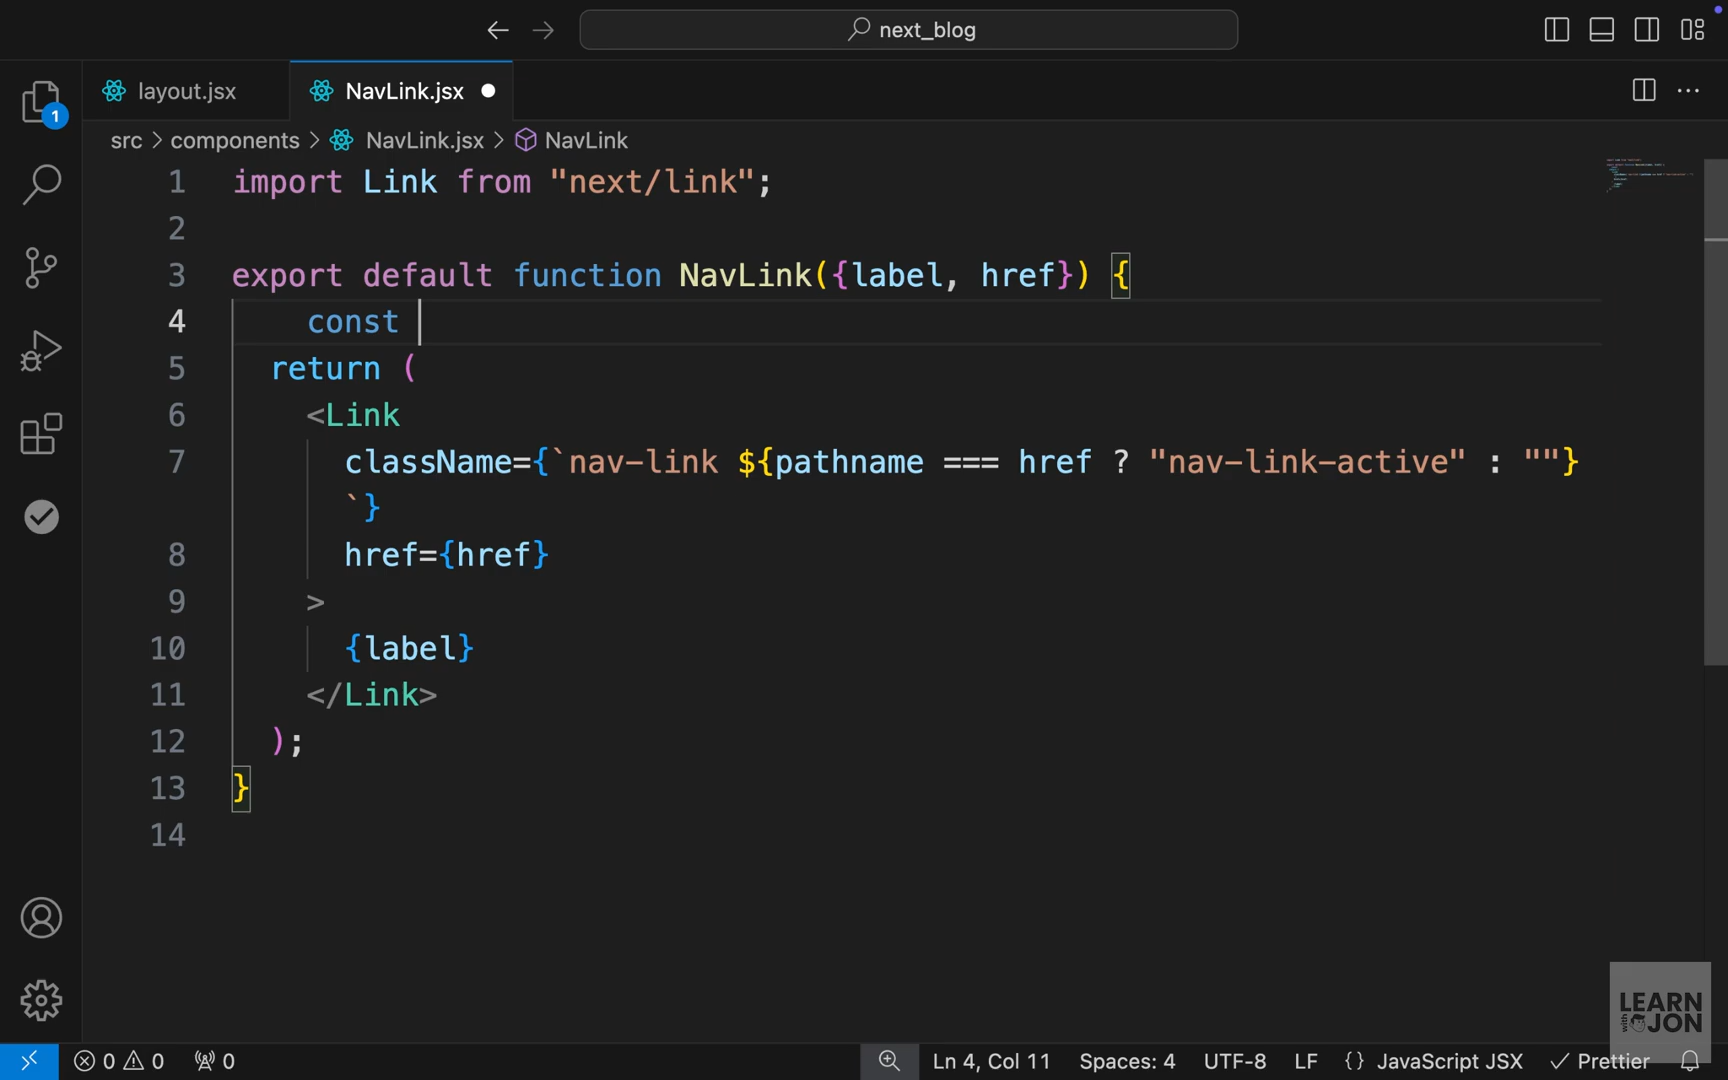 next_blog
layout.jsx
NavLink.jsx
1
src > components > NavLink.jsx > NavLink
1 import Link from "next/link";
2
3 export default function NavLink({label, href}) {
4 const
5 return (
6 <Link
7 className={`nav-link ${pathname === href ? "nav-link-active" : ""}
`}
8 href={href}
9 >
10 {label}
11 </Link>
12 );
13 }
14
LEARN
with JON
0 0 0 Ln 4, Col 11 Spaces: 4 UTF-8 LF {} JavaScript JSX Prettier